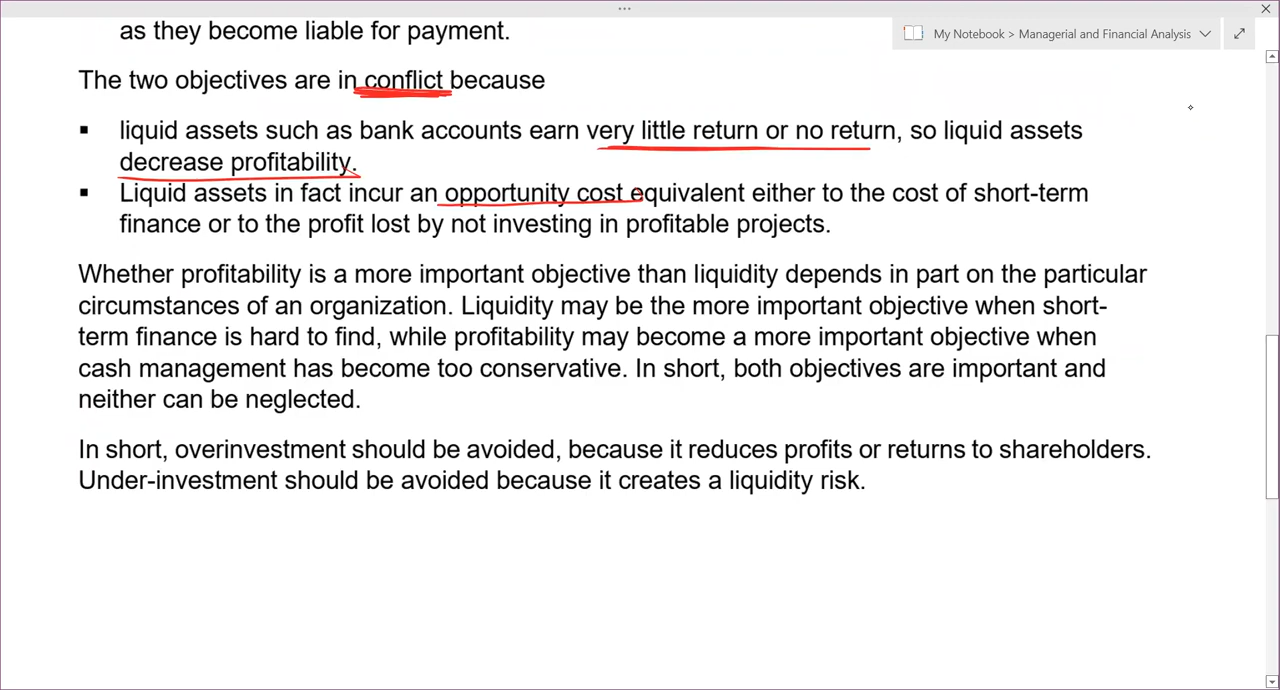 as they become liable for payment.
My Notebook > Managerial and Financial Analysis
The two objectives are in conflict because
▪ liquid assets such as bank accounts earn very little return or no return, so liquid assets
decrease profitability.
▪ Liquid assets in fact incur an opportunity cost equivalent either to the cost of short-term
finance or to the profit lost by not investing in profitable projects.
Whether profitability is a more important objective than liquidity depends in part on the particular
circumstances of an organization. Liquidity may be the more important objective when short-
term finance is hard to find, while profitability may become a more important objective when
cash management has become too conservative. In short, both objectives are important and
neither can be neglected.
In short, overinvestment should be avoided, because it reduces profits or returns to shareholders.
Under-investment should be avoided because it creates a liquidity risk.